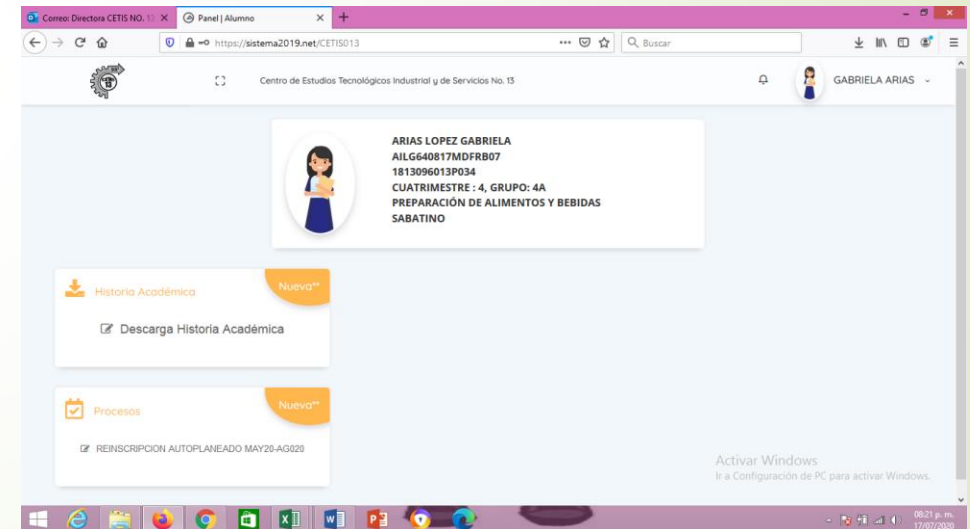 Correo: Directora CETIS NO. 1
Panel | Alumno
https://sistema2019.net/CETIS013
Buscar
Centro de Estudios Tecnológicos Industrial y de Servicios No. 13
GABRIELA ARIAS
ARIAS LOPEZ GABRIELA
AILG640817MDFRB07
1813096013P034
CUATRIMESTRE : 4, GRUPO: 4A
PREPARACIÓN DE ALIMENTOS Y BEBIDAS
SABATINO
Historia Académica
Nueva**
Descarga Historia Académica
Procesos
Nueva**
REINSCRIPCION AUTOPLANEADO MAY20-AGO20
Activar Windows
Ir a Configuración de PC para activar Windows.
08:21 p. m.
17/07/2020